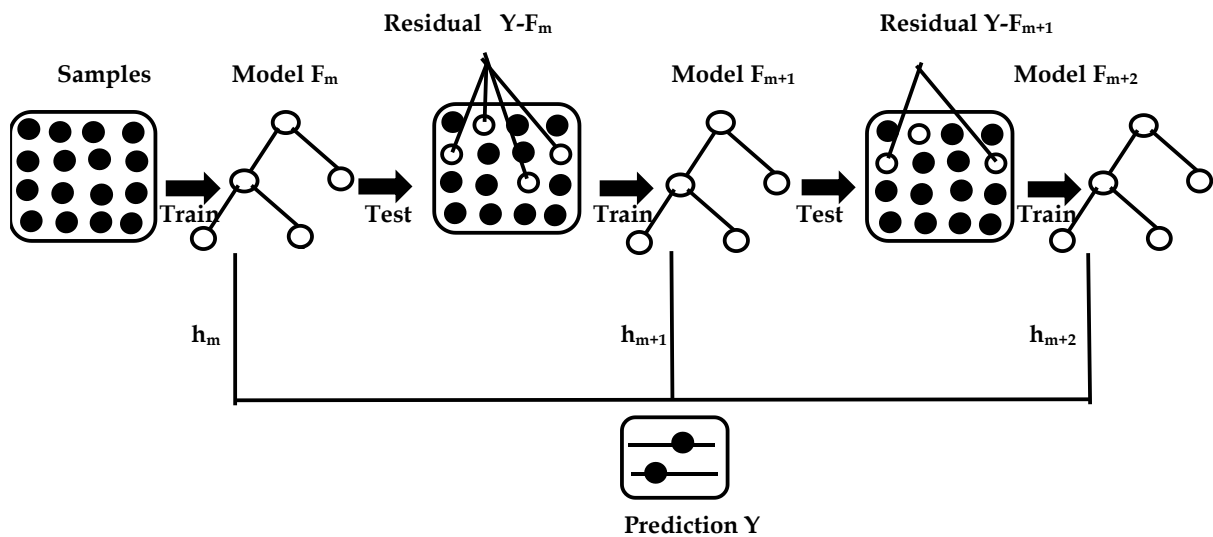 Residual Y-Fₘ
Residual Y-Fₘ₊₁
Samples
Model Fₘ
Model Fₘ₊₁
Model Fₘ₊₂
Train
Test
Train
Test
Train
hₘ
hₘ₊₁
hₘ₊₂
Prediction Y